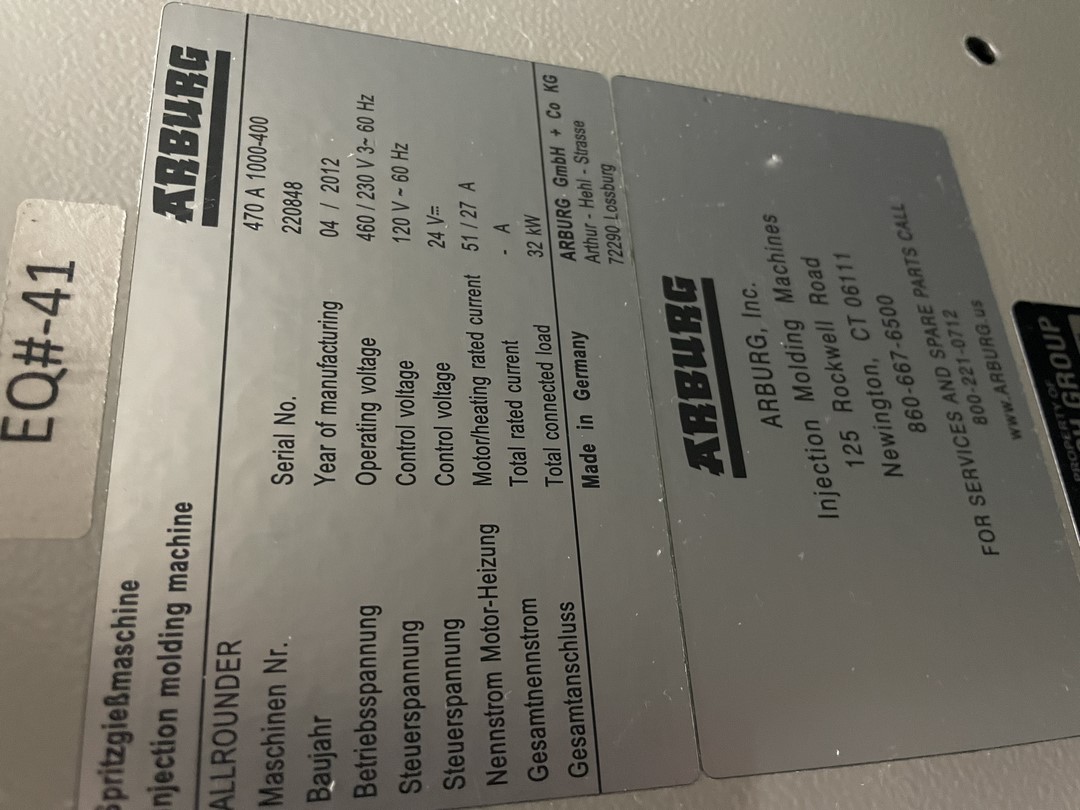 EQ#-41
Spritzgießmaschine
Injection molding machine
ARBURG
ALLROUNDER 470 A 1000-400
Maschinen Nr. Serial No. 220848
Baujahr Year of manufacturing 04 / 2012
Betriebsspannung Operating voltage 460 / 230 V 3~ 60 Hz
Steuerspannung Control voltage 120 V ~ 60 Hz
Steuerspannung Control voltage 24 V⎓
Nennstrom Motor-Heizung Motor/heating rated current 51 / 27 A
Gesamtnennstrom Total rated current - A
Gesamtanschluss Total connected load 32 kW
Made in Germany
ARBURG GmbH + Co KG
Arthur - Hehl - Strasse
72290 Lossburg
ARBURG
ARBURG, Inc.
Injection Molding Machines
125 Rockwell Road
Newington, CT 06111
860-667-6500
FOR SERVICES AND SPARE PARTS CALL
800-221-0712
www.ARBURG.us
PROPERTY OF
GROUP